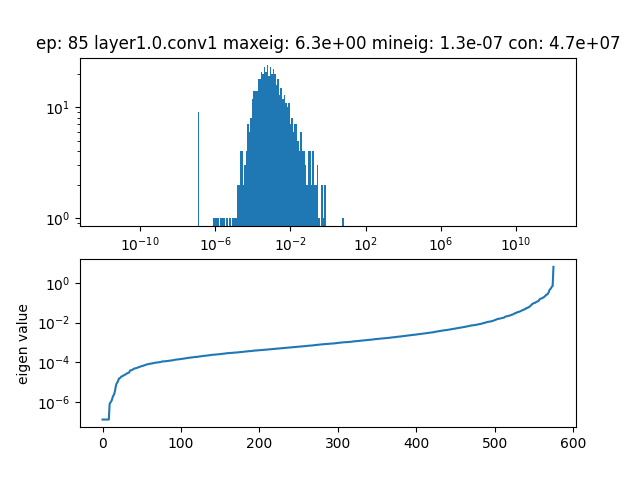 ep: 85 layer1.0.conv1 maxeig: 6.3e+00 mineig: 1.3e-07 con: 4.7e+07
10¹
10⁰
10⁻¹⁰ 10⁻⁶ 10⁻² 10² 10⁶ 10¹⁰
eigen value
10⁰
10⁻²
10⁻⁴
10⁻⁶
0 100 200 300 400 500 600